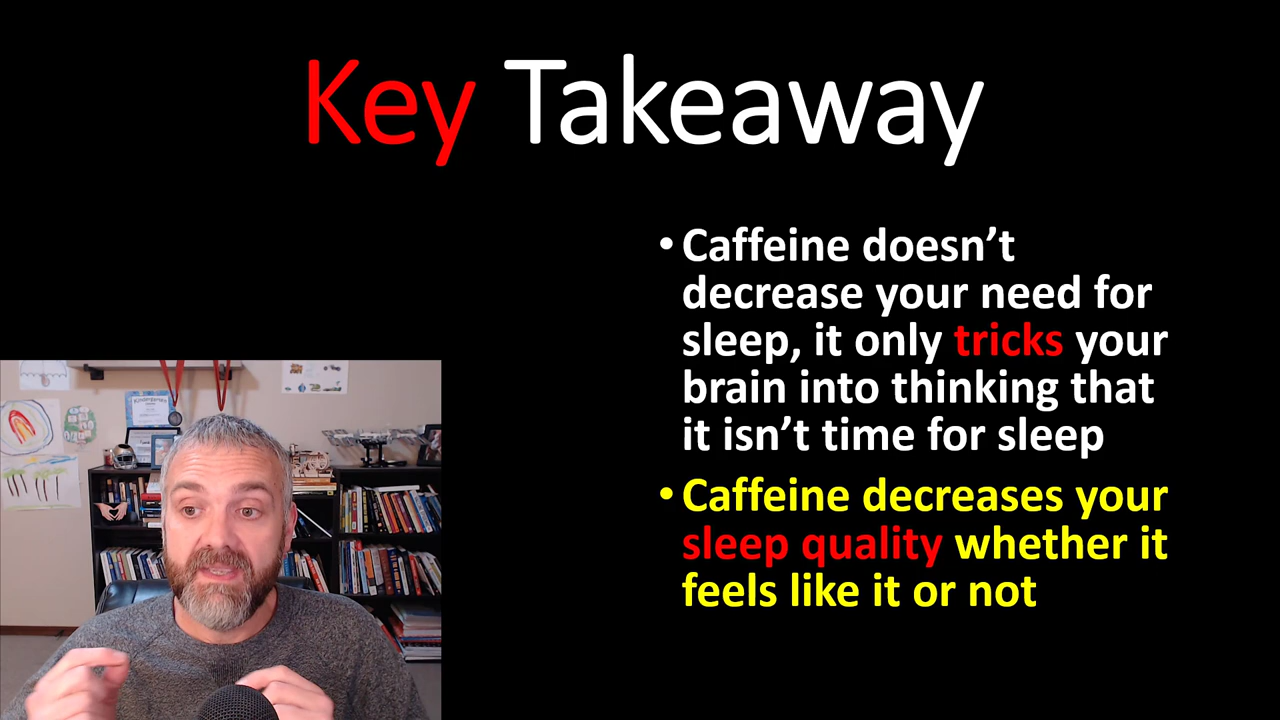 Key Takeaway
• Caffeine doesn’t
decrease your need for
sleep, it only tricks your
brain into thinking that
it isn’t time for sleep
• Caffeine decreases your
sleep quality whether it
feels like it or not